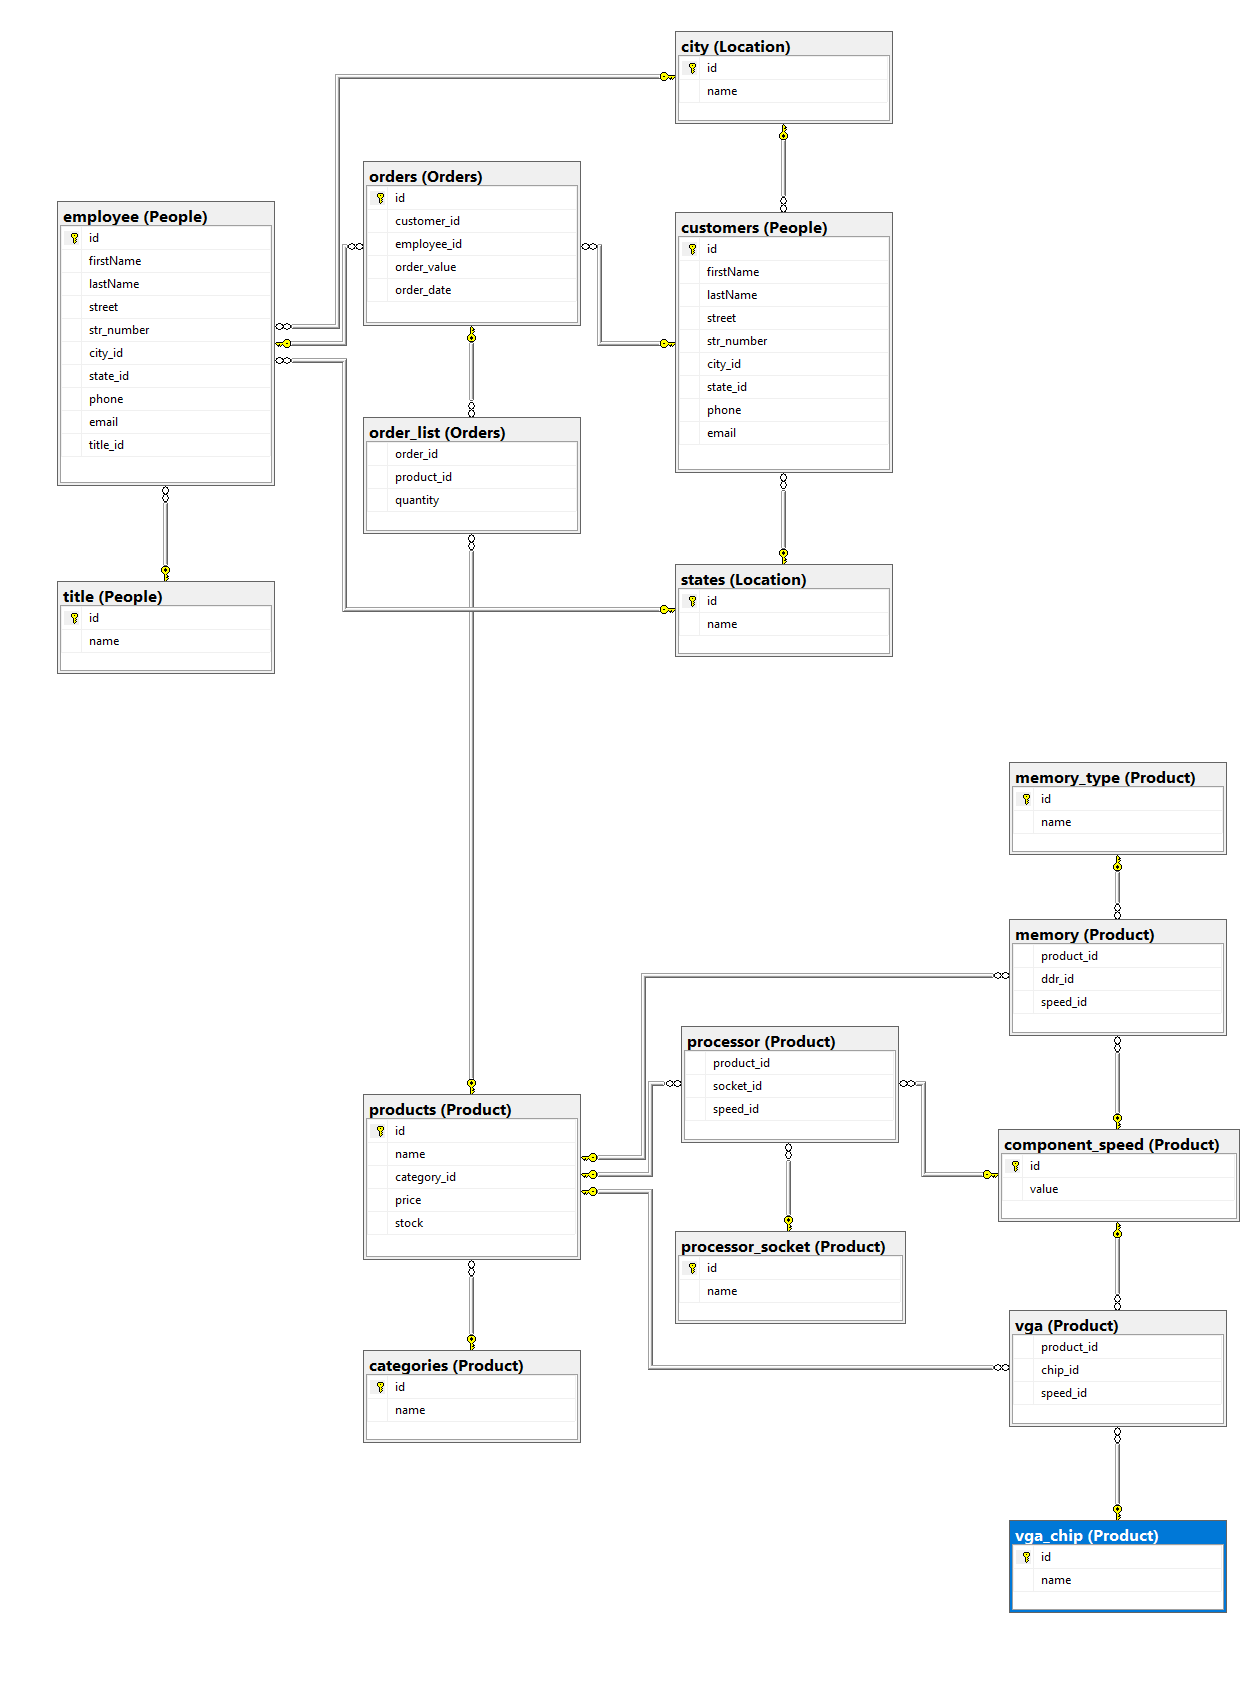 city (Location)
id
name
orders (Orders)
id
customer_id
employee_id
order_value
order_date
employee (People)
id
firstName
lastName
street
str_number
city_id
state_id
phone
email
title_id
customers (People)
id
firstName
lastName
street
str_number
city_id
state_id
phone
email
order_list (Orders)
order_id
product_id
quantity
title (People)
id
name
states (Location)
id
name
memory_type (Product)
id
name
memory (Product)
product_id
ddr_id
speed_id
processor (Product)
product_id
socket_id
speed_id
products (Product)
id
name
category_id
price
stock
component_speed (Product)
id
value
processor_socket (Product)
id
name
vga (Product)
product_id
chip_id
speed_id
categories (Product)
id
name
vga_chip (Product)
id
name